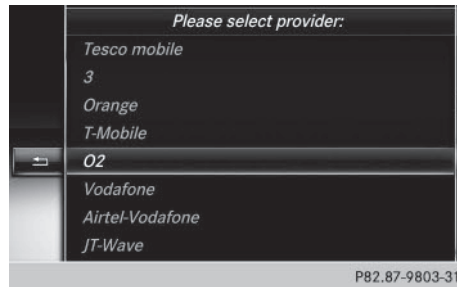 Please select provider:
Tesco mobile
3
Orange
T-Mobile
O2
Vodafone
Airtel-Vodafone
JT-Wave
P82.87-9803-31